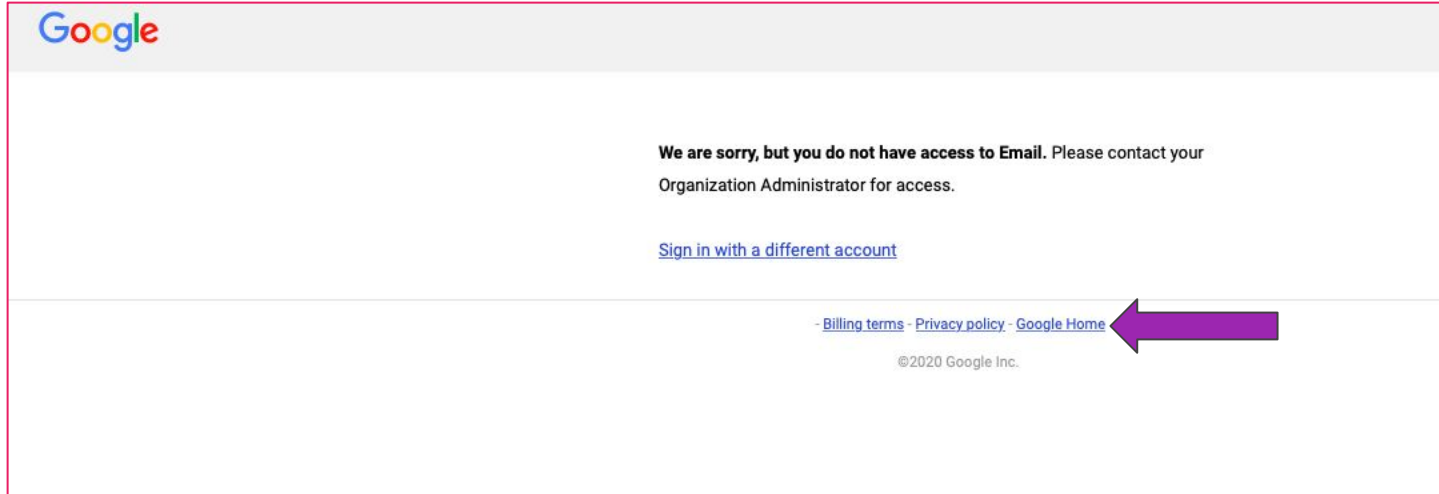 Google
We are sorry, but you do not have access to Email. Please contact your
Organization Administrator for access.
Sign in with a different account
- Billing terms - Privacy policy - Google Home
©2020 Google Inc.